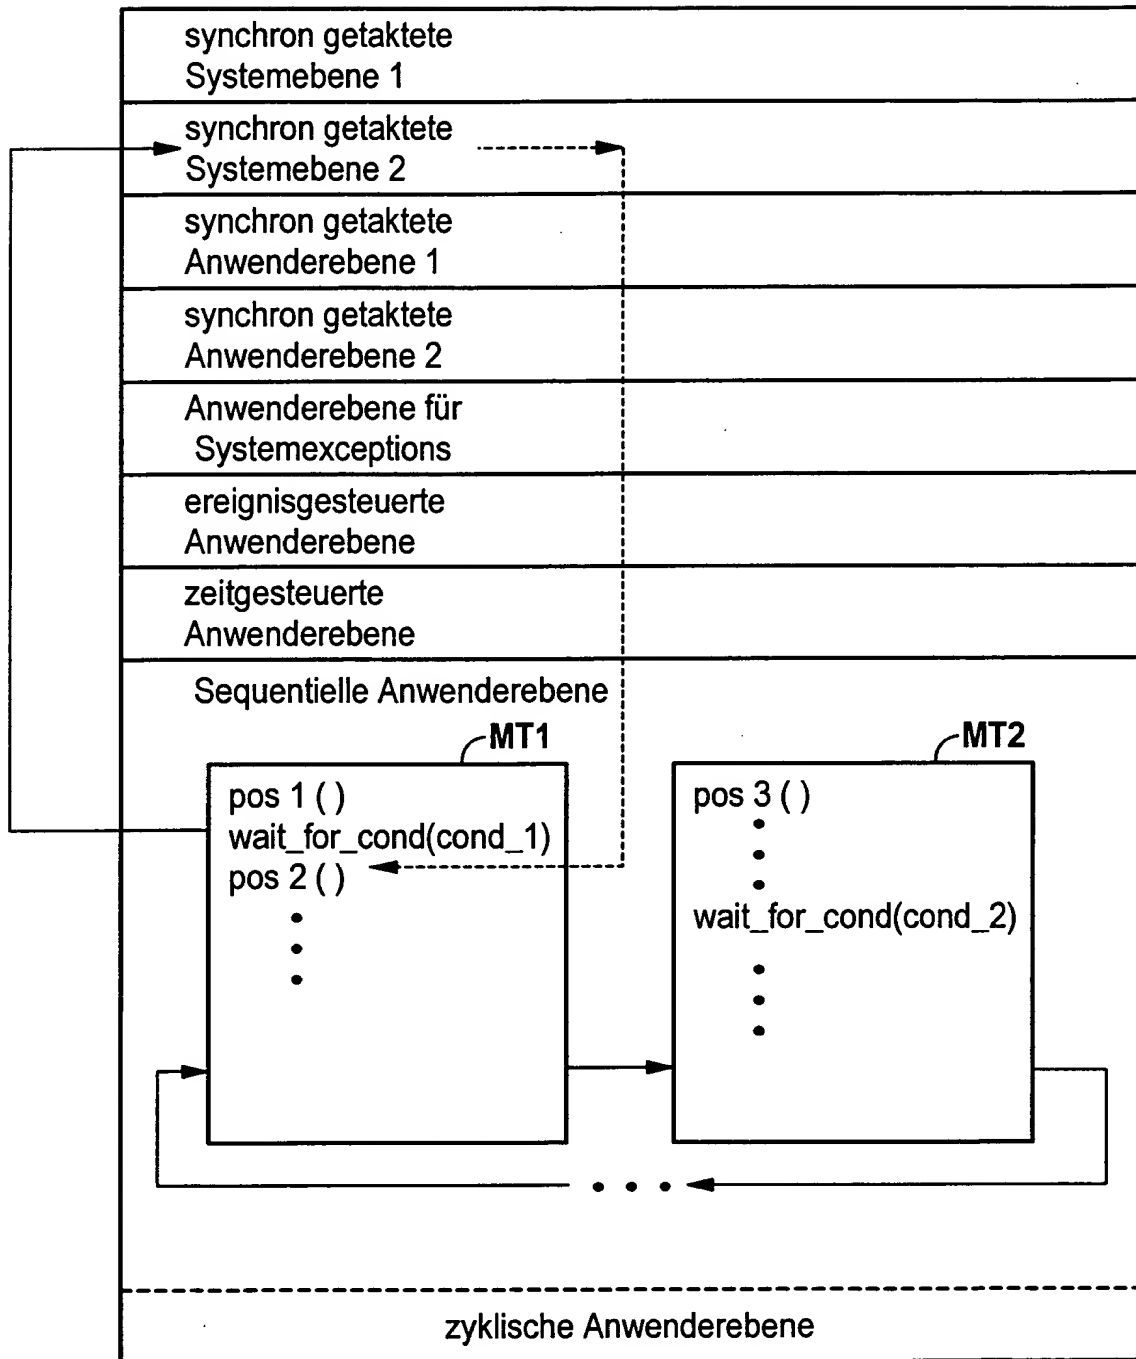 synchron getaktete
Systemebene 1
synchron getaktete
Systemebene 2
synchron getaktete
Anwenderebene 1
synchron getaktete
Anwenderebene 2
Anwenderebene für
Systemexceptions
ereignisgesteuerte
Anwenderebene
zeitgesteuerte
Anwenderebene
Sequentielle Anwenderebene
MT1
pos 1 ( )
wait_for_cond(cond_1)
pos 2 ( )
MT2
pos 3 ( )
wait_for_cond(cond_2)
zyklische Anwenderebene